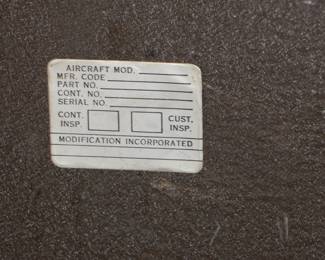 AIRCRAFT MOD.
MFR. CODE
PART NO.
CONT. NO.
SERIAL NO.
CONT. CUST.
INSP. INSP.
MODIFICATION INCORPORATED